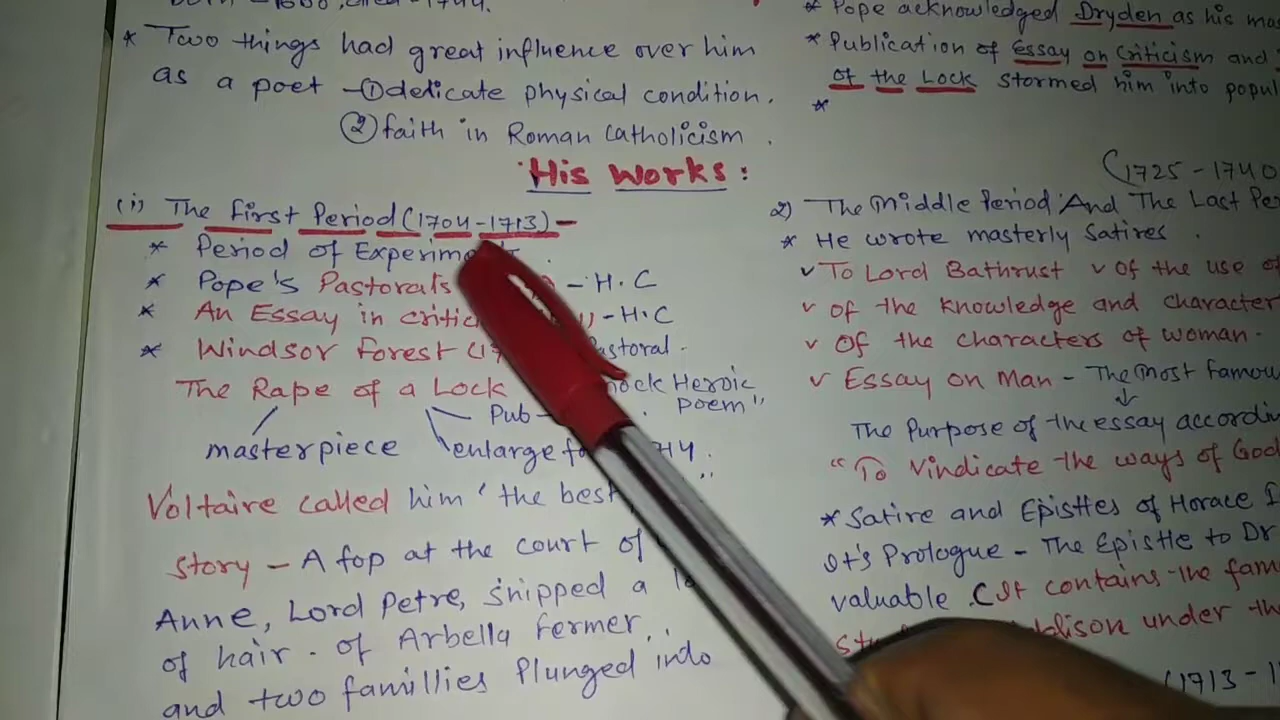 * Two things had great influence over him
as a poet - ① delicate physical condition.
② faith in Roman Catholicism.
His Works:
(i) The First Period (1704-1713) -
* Period of
* Pope's Pastorals - H.C
* An Essay in - H.C
* Windsor Forest
The Rape of a Lock Heroic
poem"
Pub-
masterpiece enlarge
Voltaire called him 'the best
Story - A fop at the court of
Anne, Lord Petre, snipped a
of hair. of Arbella Fermer.
and two famillies plunged into
* Pope acknowledged Dryden as his
* Publication of Essay on Criticism and
of the Lock stormed him into
*
(1725 - 1740
2) The Middle Period And The Last
* He wrote masterly Satires.
✓ To Lord Bathrust ✓ Of the use of
✓ Of the Knowledge and character
✓ Of the characters of woman.
✓ Essay on Man - The most
The Purpose of the essay
"To vindicate the ways of God
* Satire and Epistles of Horace
It's Prologue - The Epistle to Dr
valuable. (It contains the
under the
(1713 -